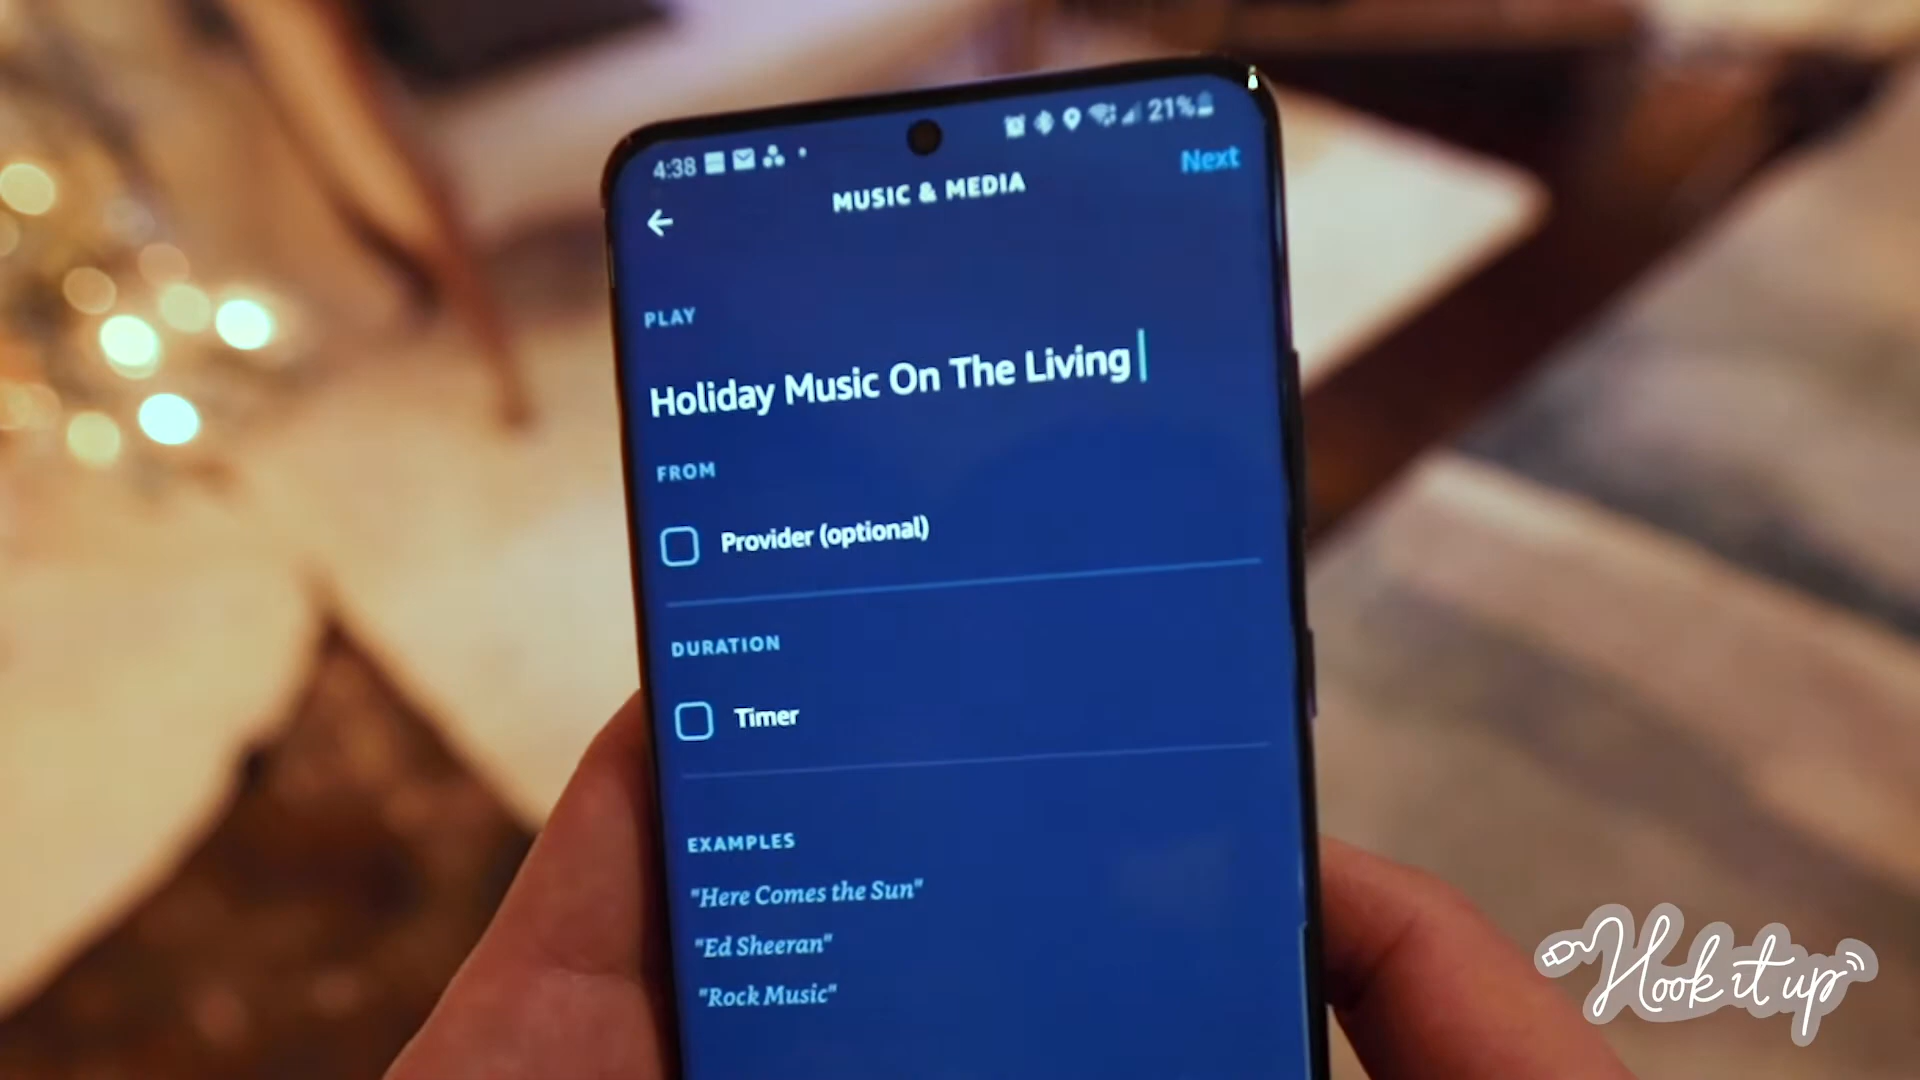 4:38
21%
Next
MUSIC & MEDIA
PLAY
Holiday Music On The Living
FROM
Provider (optional)
DURATION
Timer
EXAMPLES
"Here Comes the Sun"
"Ed Sheeran"
"Rock Music"
Hook it up